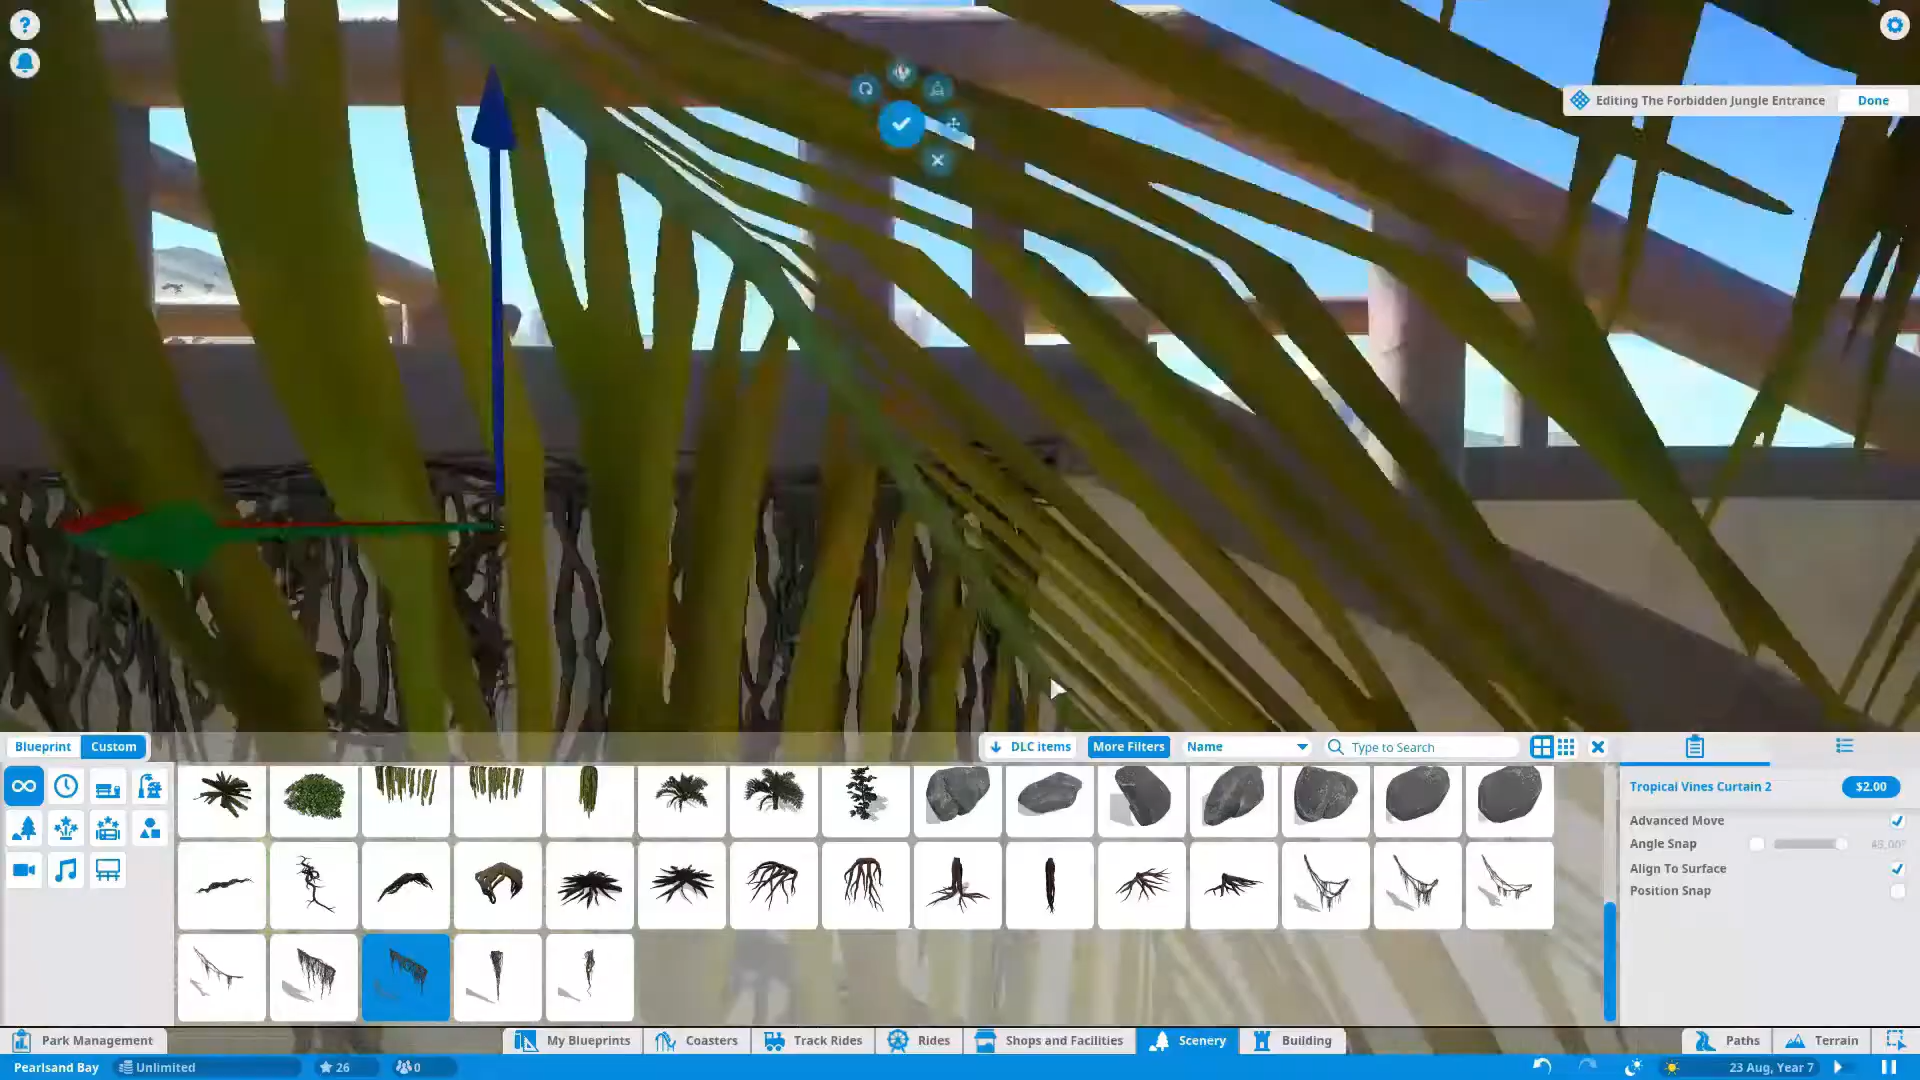 ?
Editing The Forbidden Jungle Entrance
Done
Blueprint
Custom
DLC items
More Filters
Name
Type to Search
Tropical Vines Curtain 2
$2.00
Advanced Move
Angle Snap
45.00°
Align To Surface
Position Snap
Park Management
My Blueprints
Coasters
Track Rides
Rides
Shops and Facilities
Scenery
Building
Paths
Terrain
Pearlsand Bay
Unlimited
26
0
23 Aug, Year 7